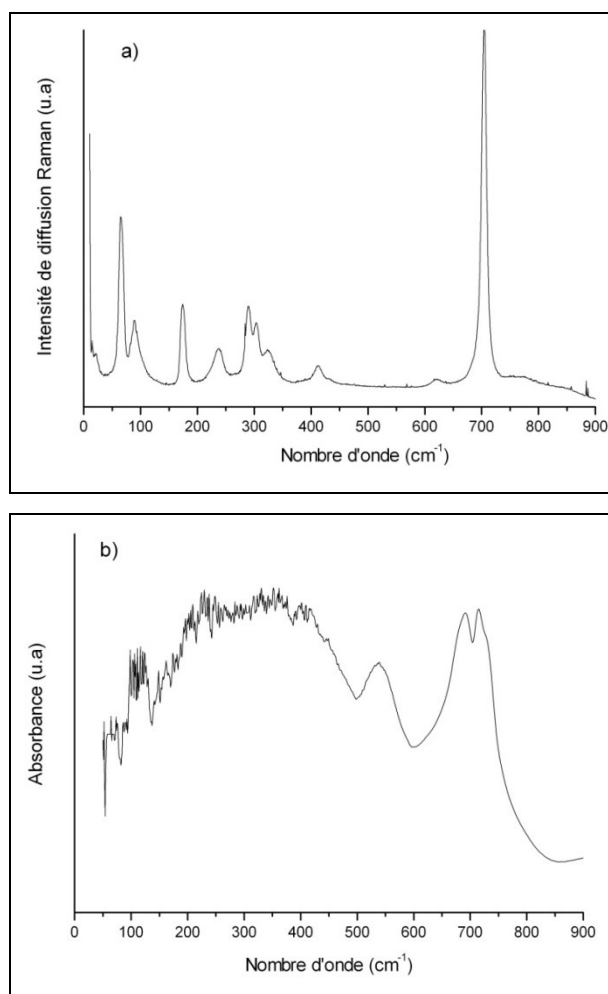 a)
Intensité de diffusion Raman (u.a)
0 100 200 300 400 500 600 700 800 900
Nombre d'onde (cm⁻¹)
b)
Absorbance (u.a)
0 100 200 300 400 500 600 700 800 900
Nombre d'onde (cm⁻¹)